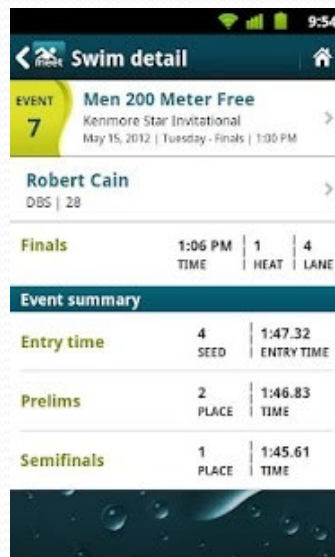 9:54
meet
Swim detail
EVENT
7
Men 200 Meter Free
Kenmore Star Invitational
May 15, 2012 | Tuesday - Finals | 1:00 PM
Robert Cain
DBS | 28
Finals
1:06 PM 1 4
TIME HEAT LANE
Event summary
Entry time
4 1:47.32
SEED ENTRY TIME
Prelims
2 1:46.83
PLACE TIME
Semifinals
1 1:45.61
PLACE TIME